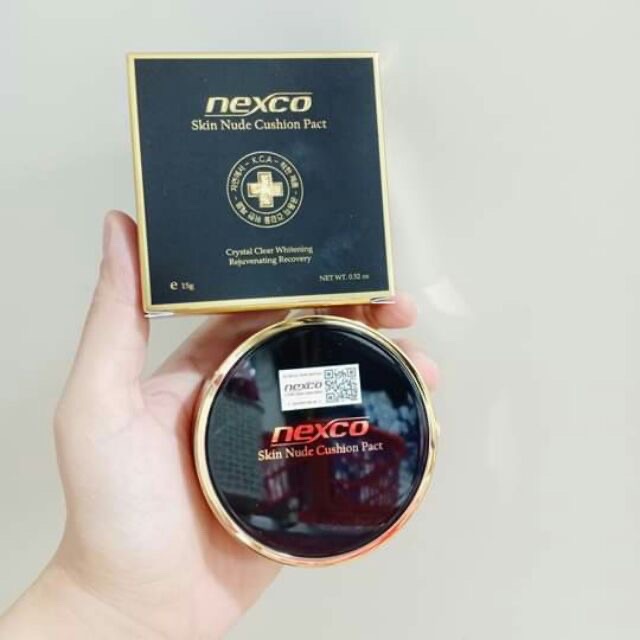 nexco
Skin Nude Cushion Pact
K.C.A
Crystal Clear Whitening
Rejuvenating Recovery
e 15g
NET WT. 0.52 oz
nexco
nexco
Skin Nude Cushion Pact